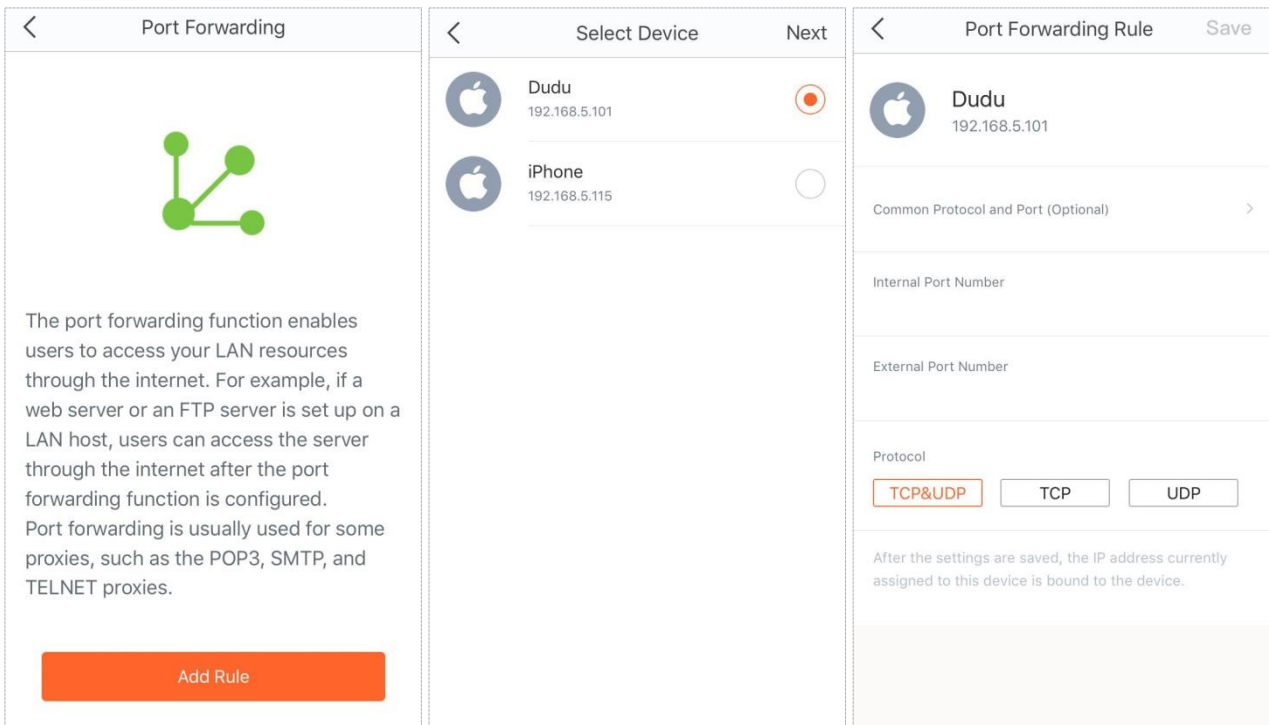 Port Forwarding
The port forwarding function enables
users to access your LAN resources
through the internet. For example, if a
web server or an FTP server is set up on a
LAN host, users can access the server
through the internet after the port
forwarding function is configured.
Port forwarding is usually used for some
proxies, such as the POP3, SMTP, and
TELNET proxies.
Add Rule
Select Device
Next
Dudu
192.168.5.101
iPhone
192.168.5.115
Port Forwarding Rule
Save
Dudu
192.168.5.101
Common Protocol and Port (Optional)
Internal Port Number
External Port Number
Protocol
TCP&UDP
TCP
UDP
After the settings are saved, the IP address currently
assigned to this device is bound to the device.